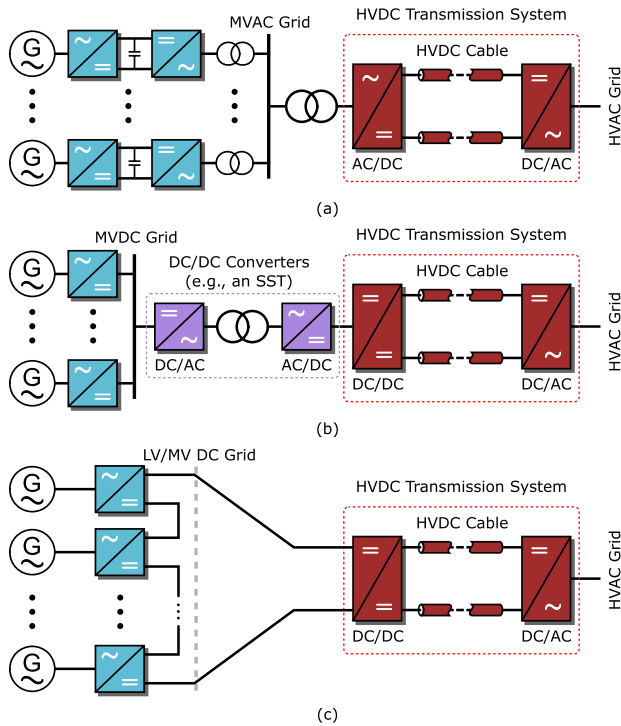 HVDC Transmission System
MVAC Grid
HVDC Cable
G
G
AC/DC
DC/AC
HVAC Grid
(a)
HVDC Transmission System
MVDC Grid
DC/DC Converters
(e.g., an SST)
HVDC Cable
G
G
DC/AC
AC/DC
DC/DC
DC/AC
HVAC Grid
(b)
LV/MV DC Grid
HVDC Transmission System
HVDC Cable
G
G
G
DC/DC
DC/AC
HVAC Grid
(c)